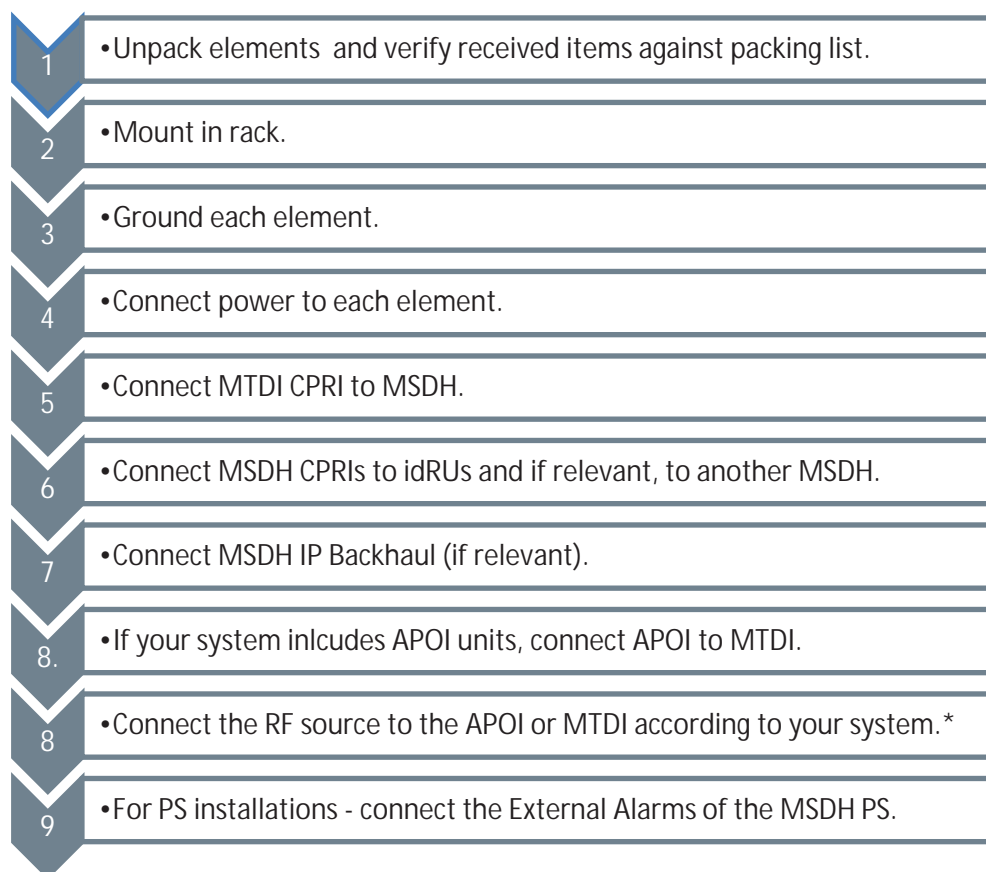 1
•Unpack elements and verify received items against packing list.
2
•Mount in rack.
3
•Ground each element.
4
•Connect power to each element.
5
•Connect MTDI CPRI to MSDH.
6
•Connect MSDH CPRIs to idRUs and if relevant, to another MSDH.
7
•Connect MSDH IP Backhaul (if relevant).
8.
•If your system inlcudes APOI units, connect APOI to MTDI.
8
•Connect the RF source to the APOI or MTDI according to your system.*
9
•For PS installations - connect the External Alarms of the MSDH PS.